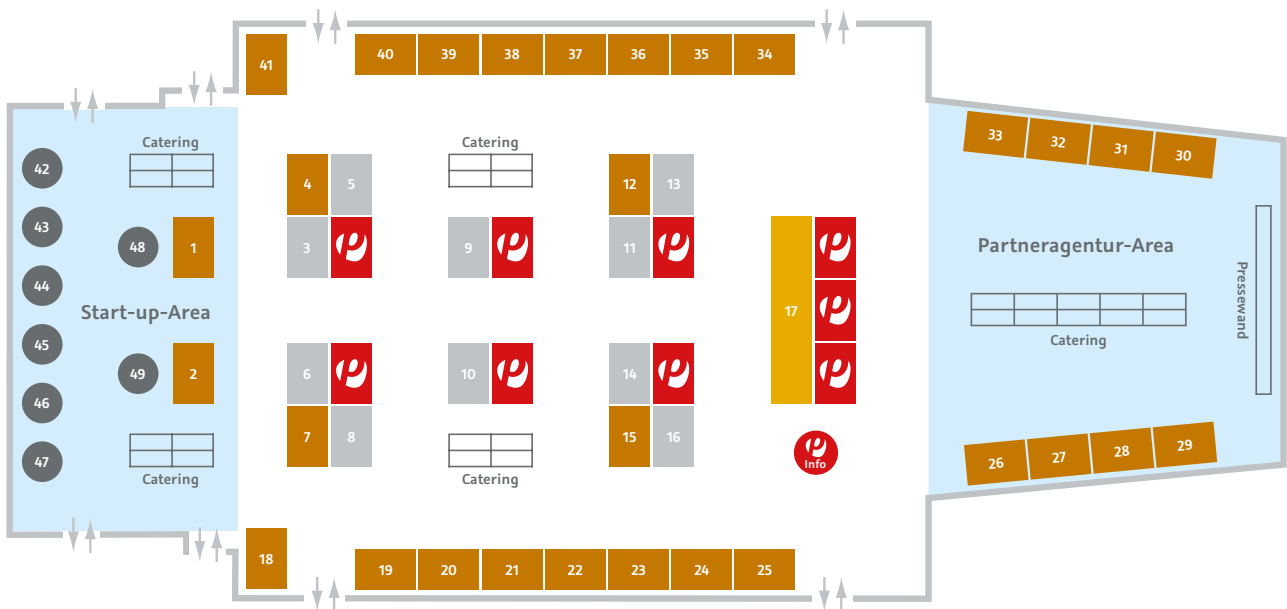 41
40 39 38 37 36 35 34
33 32 31 30
42
Catering
Catering
4 5
12 13
43
48
1
3
9
11
Partneragentur-Area
Pressewand
44
Start-up-Area
17
Catering
45
49
2
6
10
14
46
7 8
15 16
47
Catering
Catering
Info
26 27 28 29
18
19 20 21 22 23 24 25